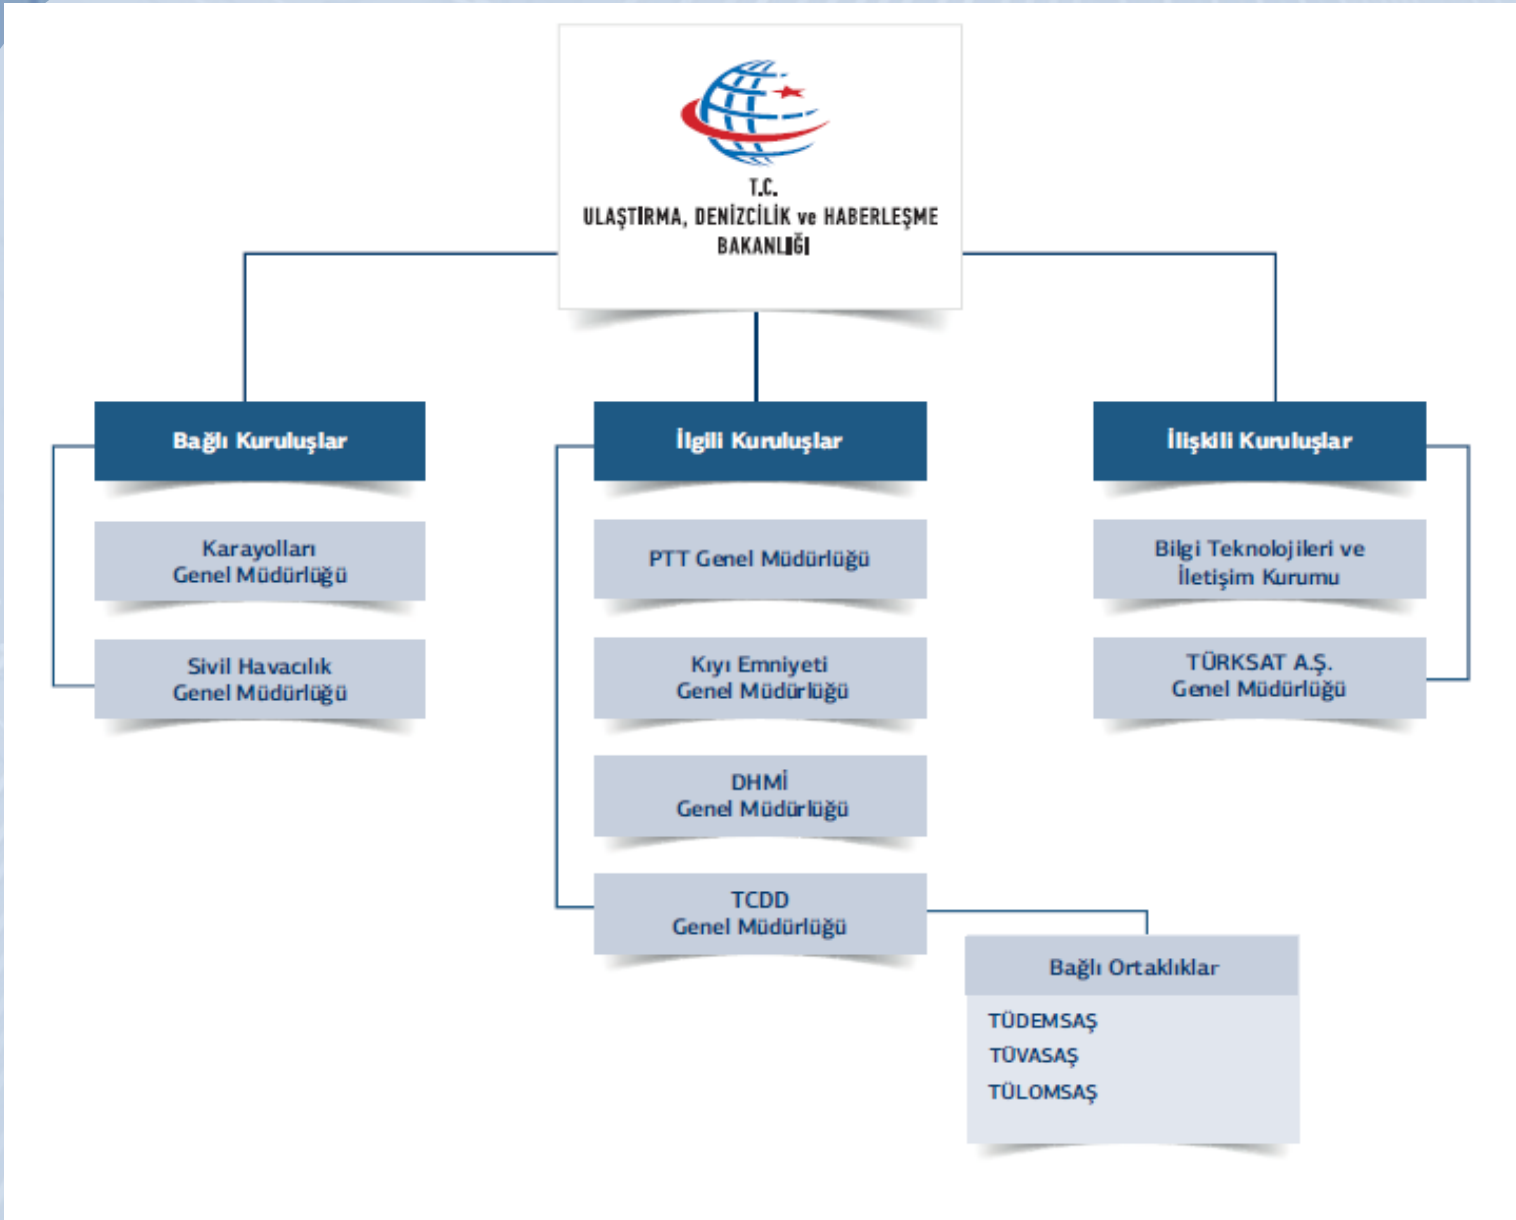 T.C.
ULAŞTIRMA, DENİZCİLİK ve HABERLEŞME
BAKANLIĞI
Bağlı Kuruluşlar
Karayolları
Genel Müdürlüğü
Sivil Havacılık
Genel Müdürlüğü
İlgili Kuruluşlar
PTT Genel Müdürlüğü
Kıyı Emniyeti
Genel Müdürlüğü
DHMİ
Genel Müdürlüğü
TCDD
Genel Müdürlüğü
Bağlı Ortaklıklar
TÜDEMSAŞ
TÜVASAŞ
TÜLOMSAŞ
İlişkili Kuruluşlar
Bilgi Teknolojileri ve
İletişim Kurumu
TÜRKSAT A.Ş.
Genel Müdürlüğü